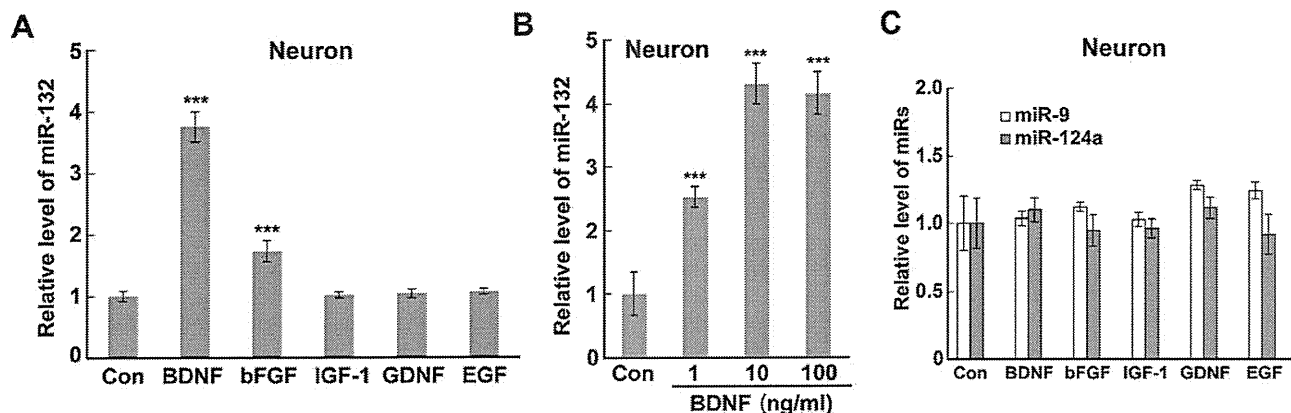 A
Neuron
Relative level of miR-132
5
4
3
2
1
0
***
***
Con BDNF bFGF IGF-1 GDNF EGF
B
Neuron
Relative level of miR-132
5
4
3
2
1
0
***
***
***
Con 1 10 100
BDNF (ng/ml)
C
Neuron
Relative level of miRs
2.0
1.5
1.0
0.5
0
miR-9
miR-124a
Con BDNF bFGF IGF-1 GDNF EGF